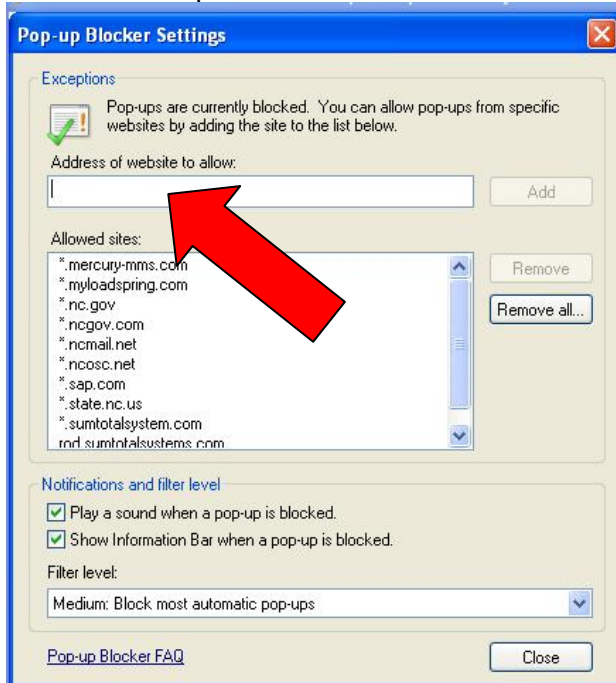 Pop-up Blocker Settings
Exceptions
Pop-ups are currently blocked. You can allow pop-ups from specific
websites by adding the site to the list below.
Address of website to allow:
Add
Allowed sites:
*.mercury-mms.com
*.myloadspring.com
*.nc.gov
*.ncgov.com
*.ncmail.net
*.ncosc.net
*.sap.com
*.state.nc.us
*.sumtotalsystem.com
rod.sumtotalsystems.com
Remove
Remove all...
Notifications and filter level
Play a sound when a pop-up is blocked.
Show Information Bar when a pop-up is blocked.
Filter level:
Medium: Block most automatic pop-ups
Pop-up Blocker FAQ
Close